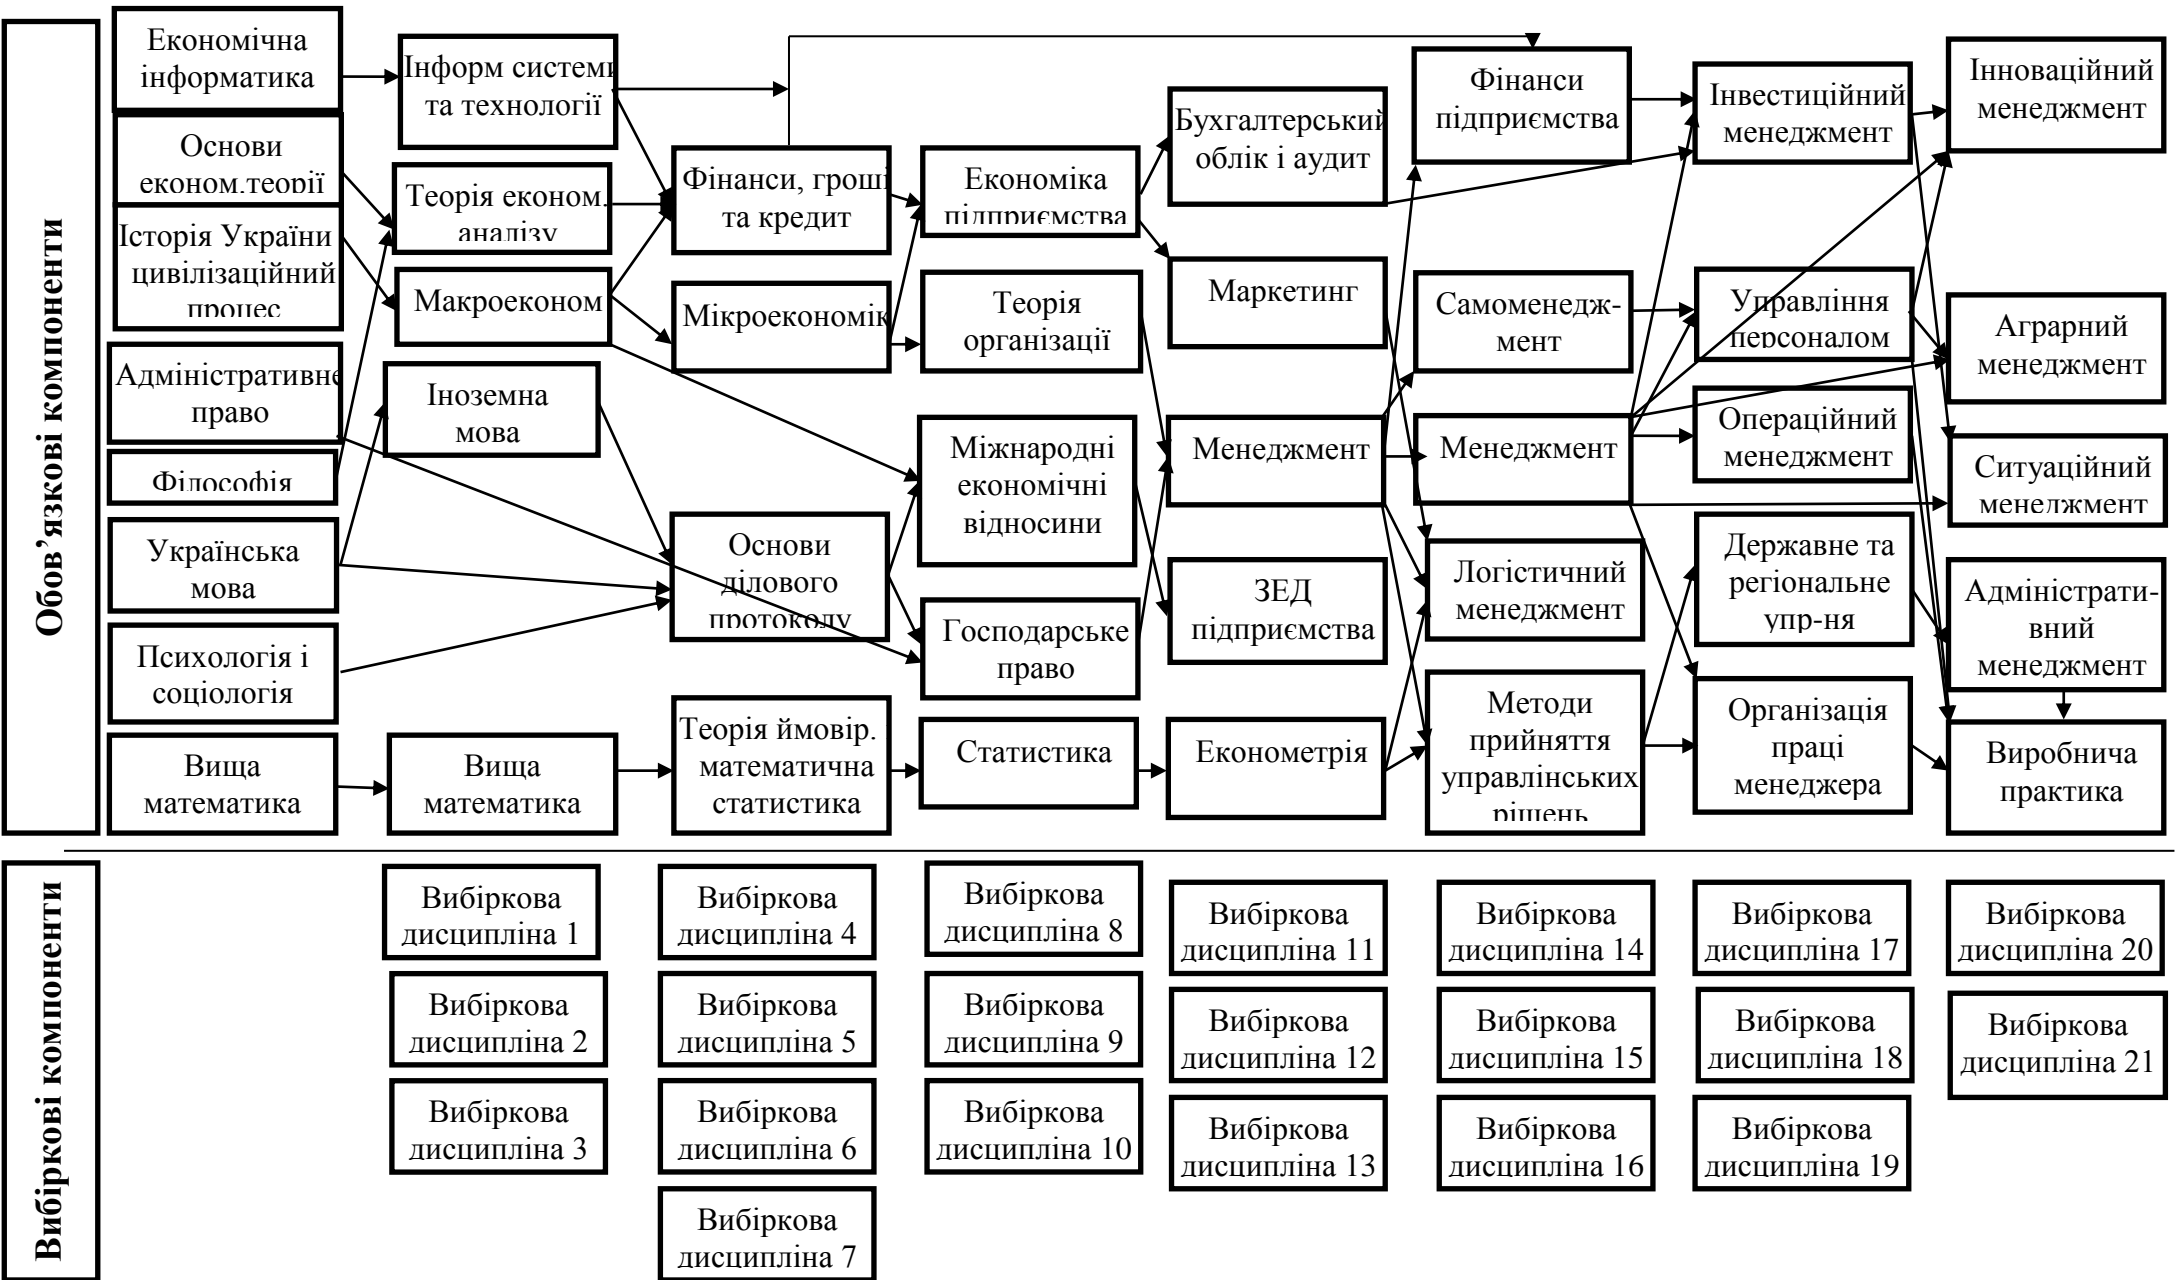 Обов’язкові компоненти
Економічна
інформатика
Основи
економ.теорії
Історія України
цивілізаційний
процес
Адміністративне
право
Філософія
Українська
мова
Психологія і
соціологія
Вища
математика
Інформ системи
та технології
Теорія економ.
аналізу
Макроеконом
Іноземна
мова
Вища
математика
Фінанси, гроші
та кредит
Мікроекономік
Основи
ділового
протоколу
Теорія ймовір.
математична
статистика
Економіка
підприємства
Теорія
організації
Міжнародні
економічні
відносини
Господарське
право
Статистика
Бухгалтерський
облік і аудит
Маркетинг
Менеджмент
ЗЕД
підприємства
Економетрія
Фінанси
підприємства
Самоменедж-
мент
Менеджмент
Логістичний
менеджмент
Методи
прийняття
управлінських
рішень
Інвестиційний
менеджмент
Управління
персоналом
Операційний
менеджмент
Державне та
регіональне
упр-ня
Організація
праці
менеджера
Інноваційний
менеджмент
Аграрний
менеджмент
Ситуаційний
менеджмент
Адміністрати-
вний
менеджмент
Виробнича
практика
Вибіркові компоненти
Вибіркова
дисципліна 1
Вибіркова
дисципліна 2
Вибіркова
дисципліна 3
Вибіркова
дисципліна 4
Вибіркова
дисципліна 5
Вибіркова
дисципліна 6
Вибіркова
дисципліна 7
Вибіркова
дисципліна 8
Вибіркова
дисципліна 9
Вибіркова
дисципліна 10
Вибіркова
дисципліна 11
Вибіркова
дисципліна 12
Вибіркова
дисципліна 13
Вибіркова
дисципліна 14
Вибіркова
дисципліна 15
Вибіркова
дисципліна 16
Вибіркова
дисципліна 17
Вибіркова
дисципліна 18
Вибіркова
дисципліна 19
Вибіркова
дисципліна 20
Вибіркова
дисципліна 21